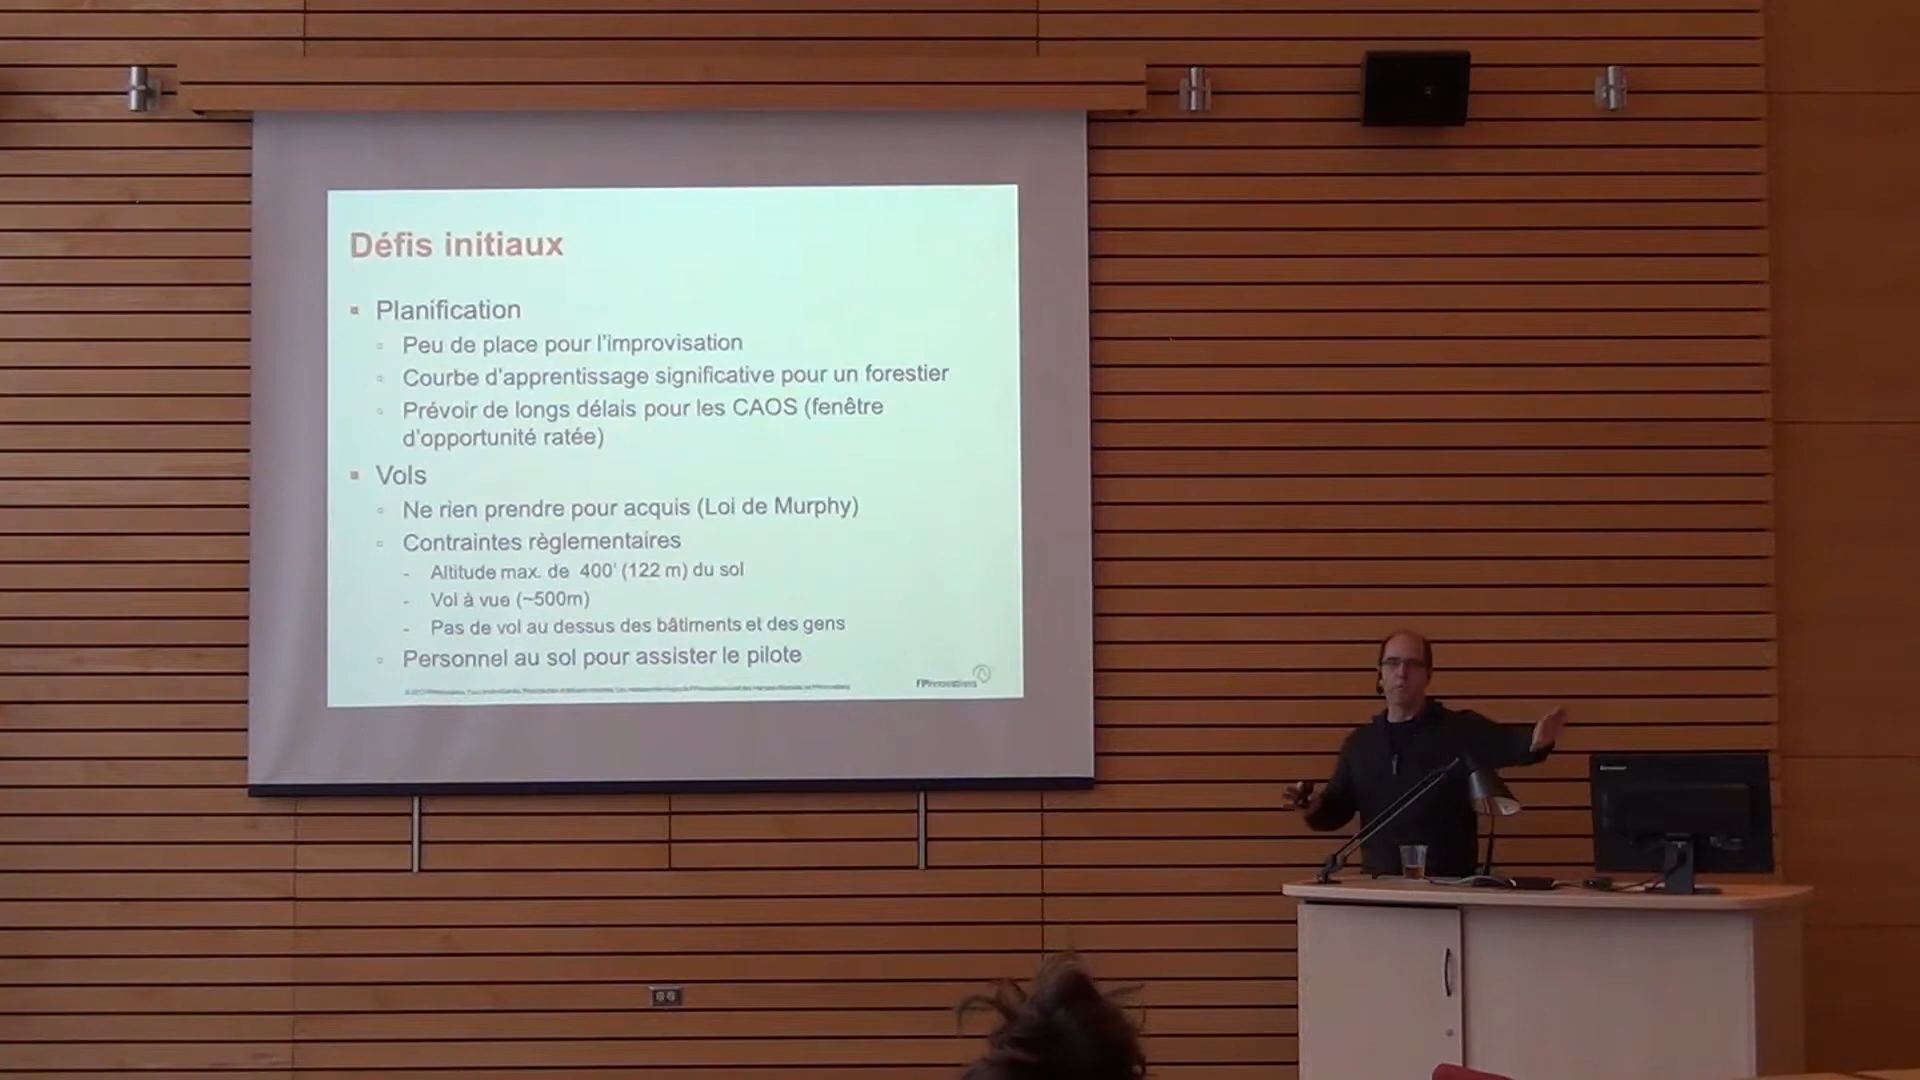 Défis initiaux
Planification
Peu de place pour l'improvisation
Courbe d'apprentissage significative pour un forestier
Prévoir de longs délais pour les CAOS (fenêtre
d'opportunité ratée)
Vols
Ne rien prendre pour acquis (Loi de Murphy)
Contraintes règlementaires
- Altitude max. de 400' (122 m) du sol
- Vol à vue (~500m)
- Pas de vol au dessus des bâtiments et des gens
Personnel au sol pour assister le pilote
FPInnovations